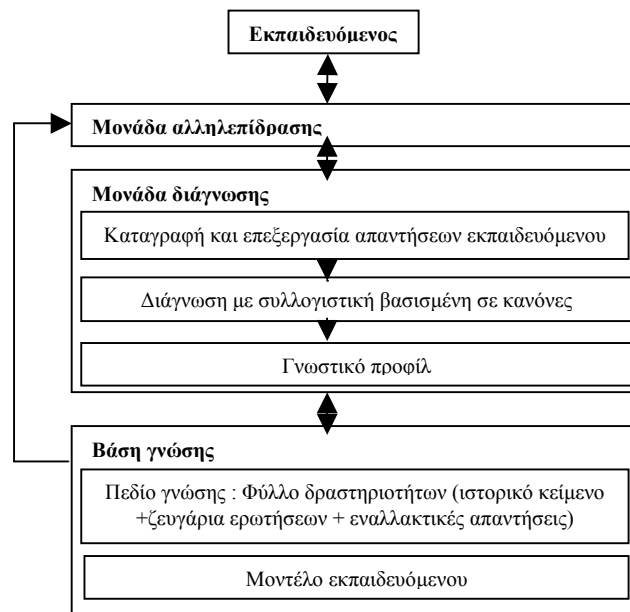 Εκπαιδευόμενος
Μονάδα αλληλεπίδρασης
Μονάδα διάγνωσης
Καταγραφή και επεξεργασία απαντήσεων εκπαιδευόμενου
Διάγνωση με συλλογιστική βασισμένη σε κανόνες
Γνωστικό προφίλ
Βάση γνώσης
Πεδίο γνώσης : Φύλλο δραστηριοτήτων (ιστορικό κείμενο
+ζευγάρια ερωτήσεων + εναλλακτικές απαντήσεις)
Μοντέλο εκπαιδευόμενου